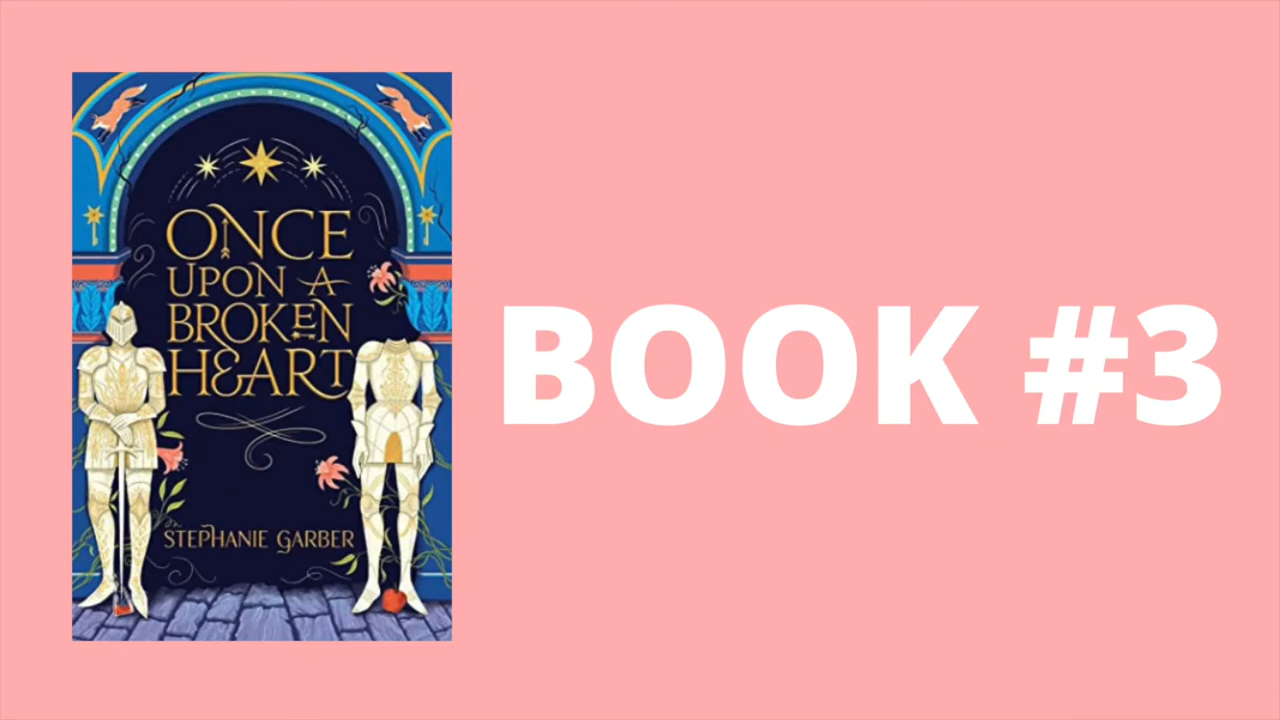 ONCE
UPON A
BROKEN
HEART
STEPHANIE GARBER
BOOK #3